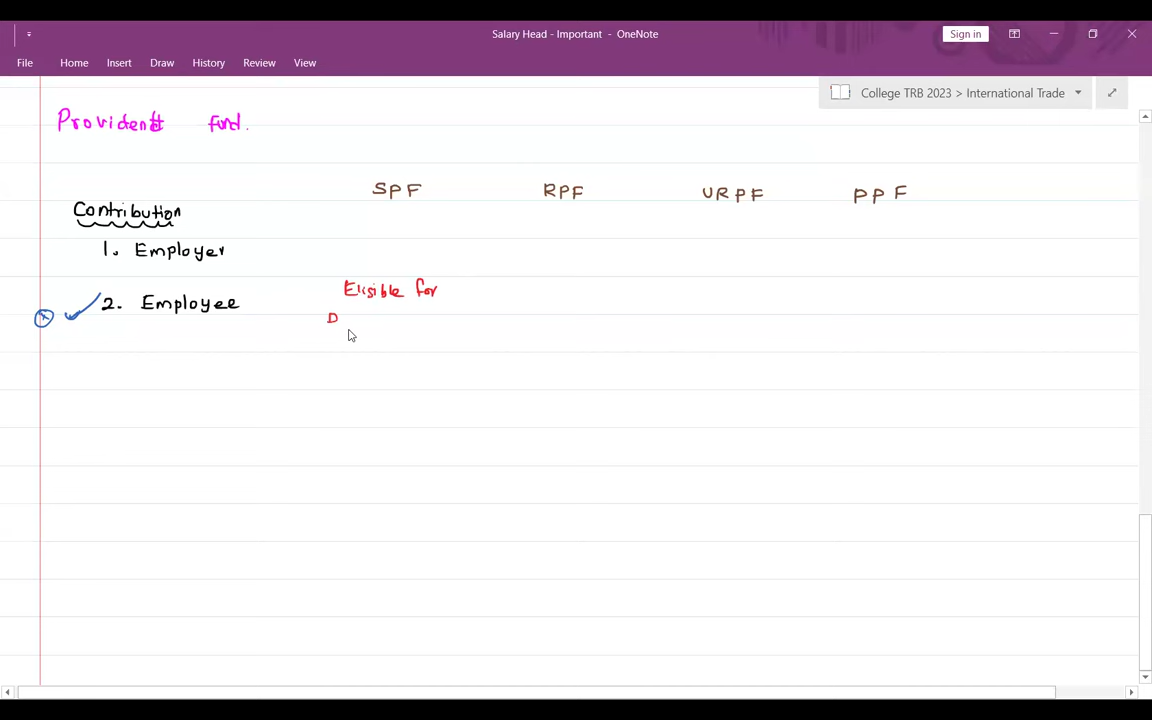 Salary Head - Important - OneNote
Sign in
File Home Insert Draw History Review View
College TRB 2023 > International Trade
Provident fund.
SPF RPF URPF PPF
Contribution
1. Employer
Eligible for
2. Employee
D